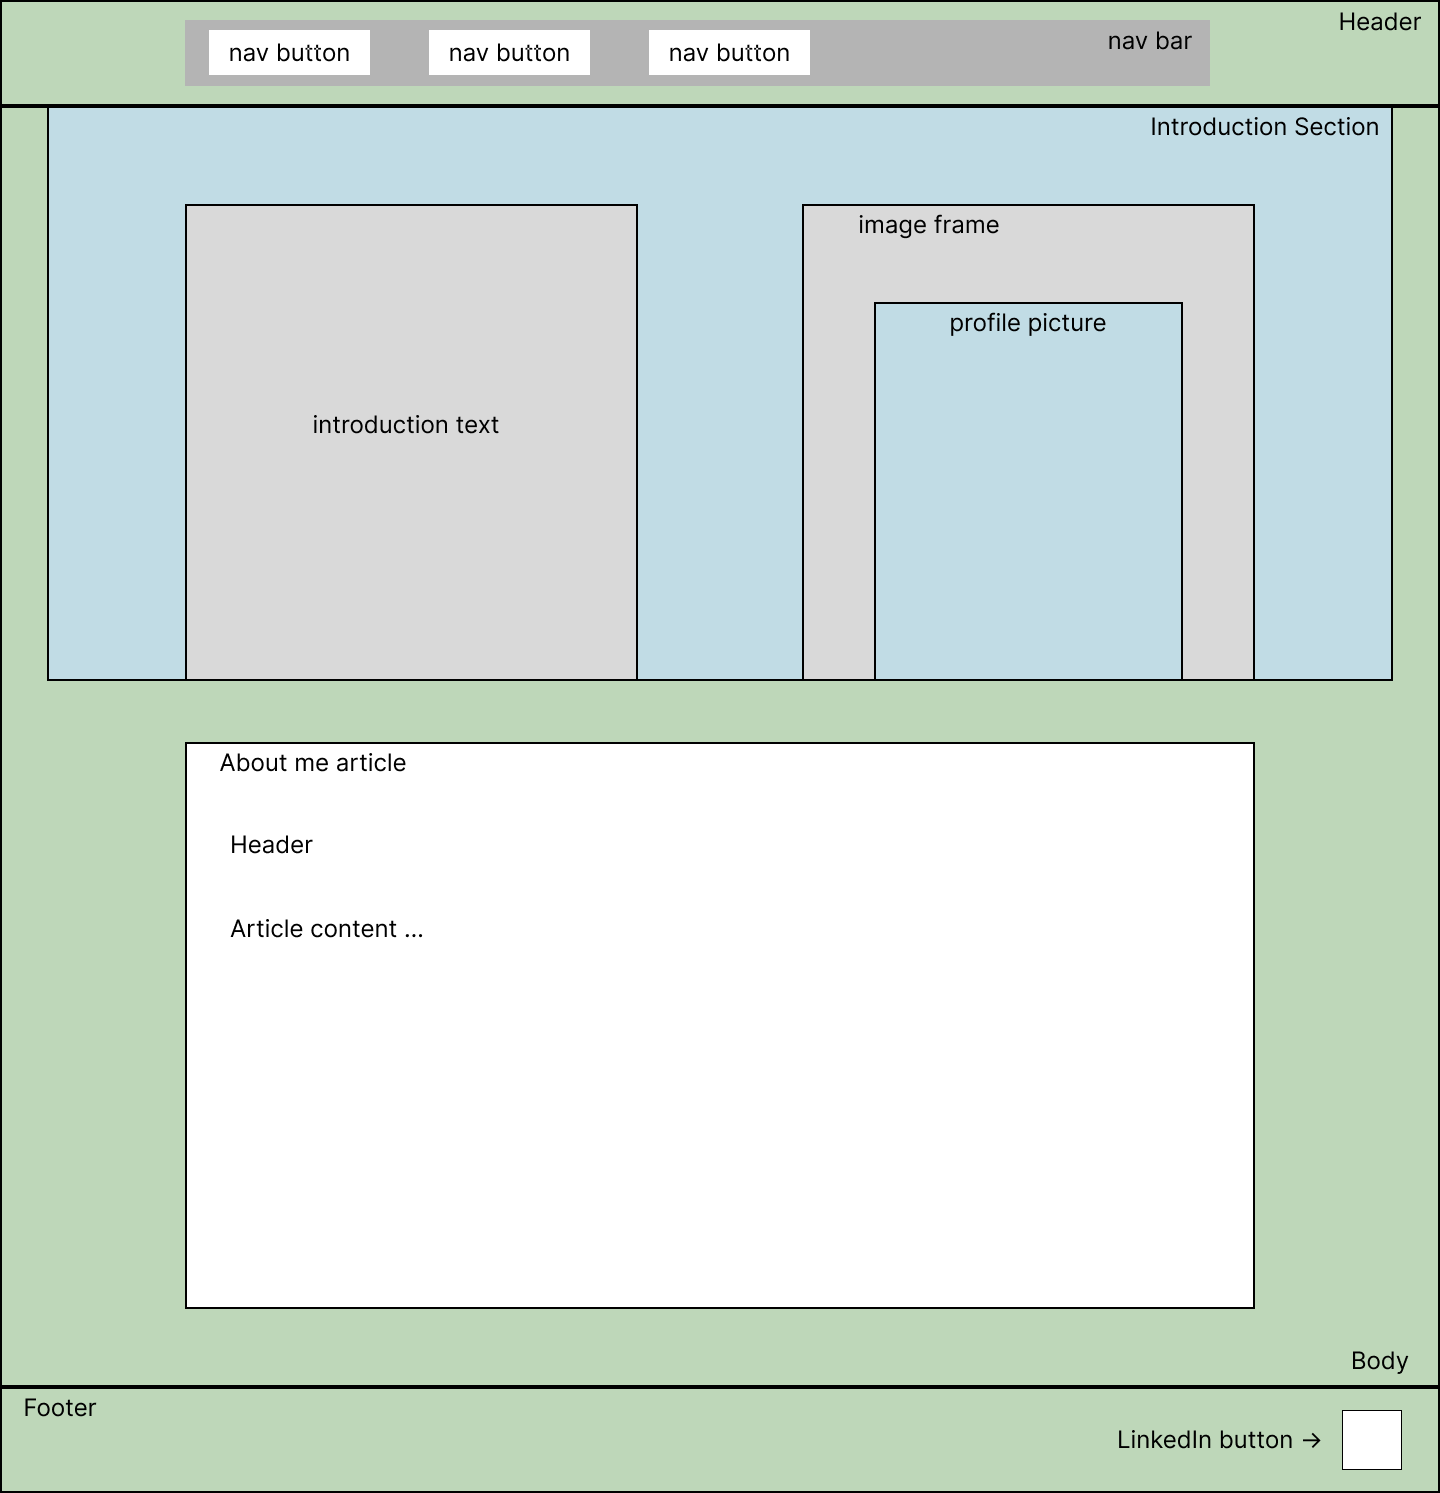 Header
nav button
nav button
nav button
nav bar
Introduction Section
introduction text
image frame
profile picture
About me article
Header
Article content ...
Body
Footer
LinkedIn button →